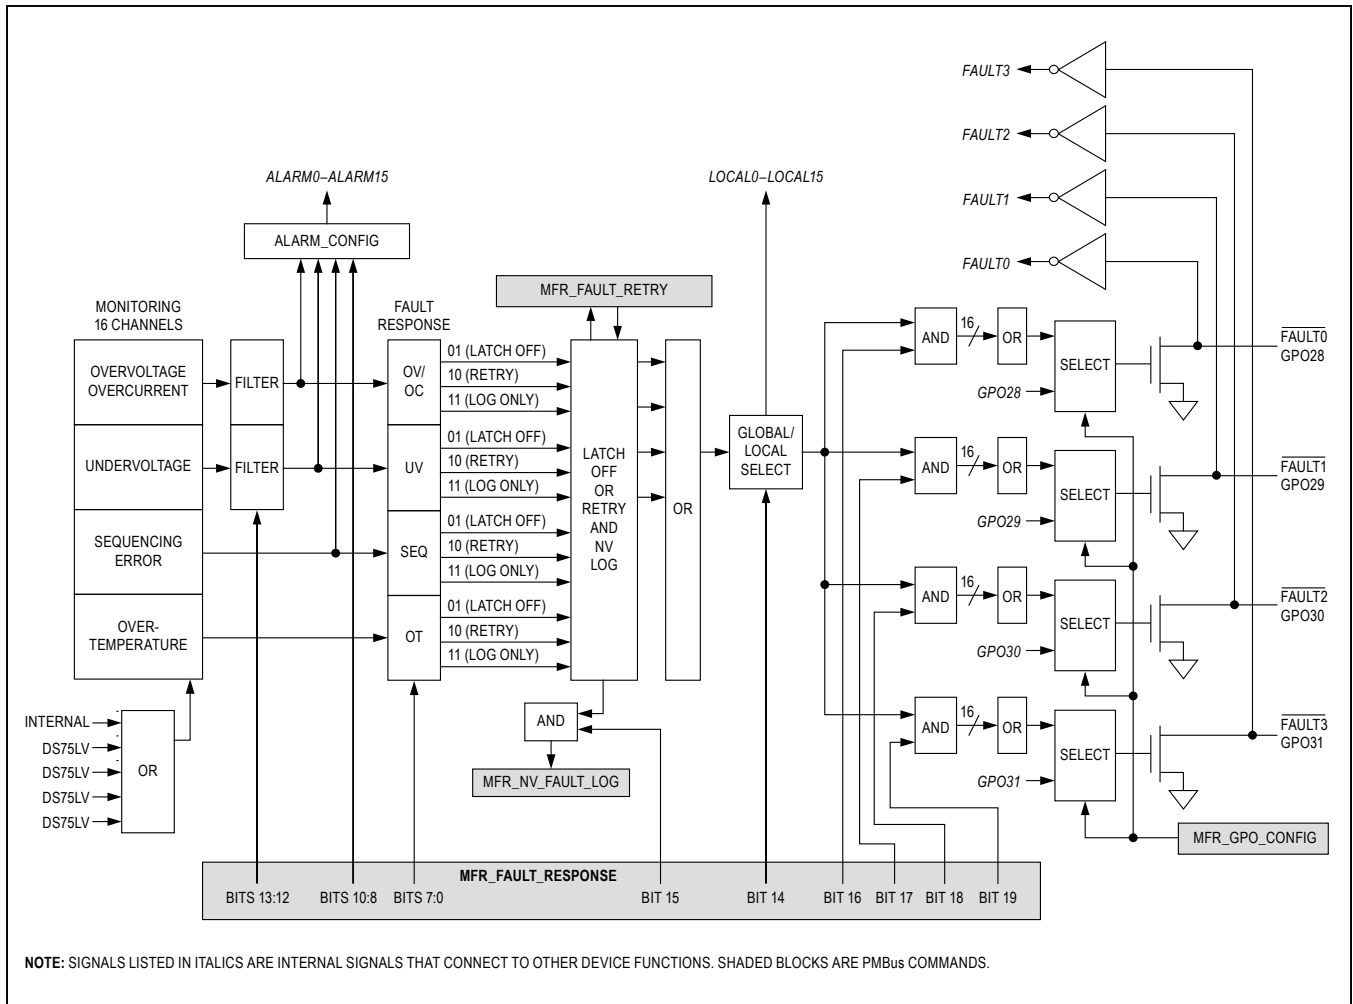 FAULT3
FAULT2
FAULT1
FAULT0
ALARM0–ALARM15
ALARM_CONFIG
LOCAL0–LOCAL15
MONITORING
16 CHANNELS
OVERVOLTAGE
OVERCURRENT
UNDERVOLTAGE
SEQUENCING
ERROR
OVER-
TEMPERATURE
FILTER
FILTER
INTERNAL
DS75LV
DS75LV
DS75LV
DS75LV
OR
FAULT
RESPONSE
OV/
OC
UV
SEQ
OT
01 (LATCH OFF)
10 (RETRY)
11 (LOG ONLY)
01 (LATCH OFF)
10 (RETRY)
11 (LOG ONLY)
01 (LATCH OFF)
10 (RETRY)
11 (LOG ONLY)
01 (LATCH OFF)
10 (RETRY)
11 (LOG ONLY)
MFR_FAULT_RETRY
LATCH
OFF
OR
RETRY
AND
NV
LOG
OR
AND
MFR_NV_FAULT_LOG
GLOBAL/
LOCAL
SELECT
AND
16
OR
SELECT
GPO28
FAULT0
GPO28
AND
16
OR
SELECT
GPO29
FAULT1
GPO29
AND
16
OR
SELECT
GPO30
FAULT2
GPO30
AND
16
OR
SELECT
GPO31
FAULT3
GPO31
MFR_GPO_CONFIG
MFR_FAULT_RESPONSE
BITS 13:12
BITS 10:8
BITS 7:0
BIT 15
BIT 14
BIT 16
BIT 17
BIT 18
BIT 19
NOTE: SIGNALS LISTED IN ITALICS ARE INTERNAL SIGNALS THAT CONNECT TO OTHER DEVICE FUNCTIONS. SHADED BLOCKS ARE PMBus COMMANDS.